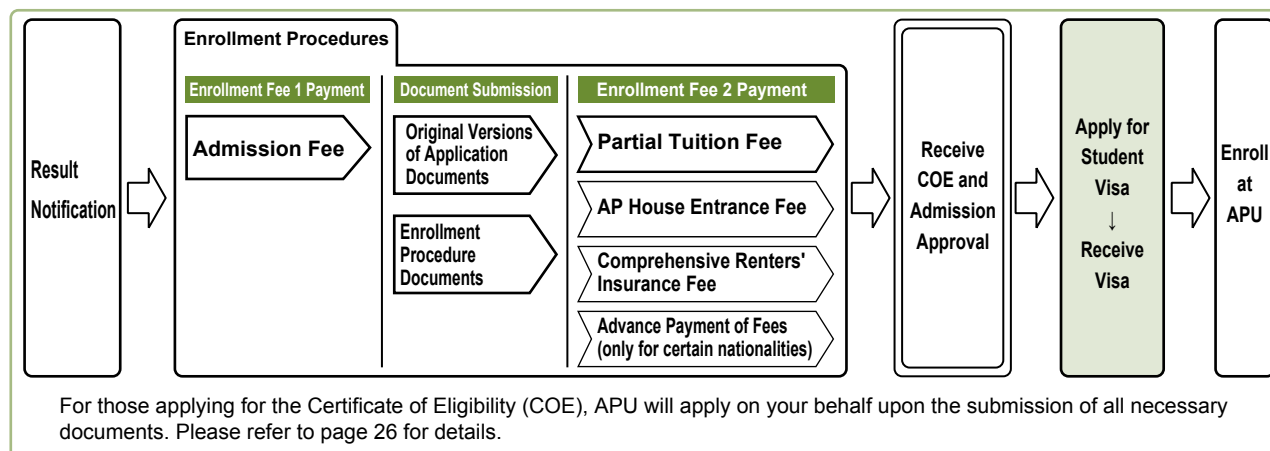 Result
Notification
Enrollment Procedures
Enrollment Fee 1 Payment
Admission Fee
Document Submission
Original Versions
of Application
Documents
Enrollment
Procedure
Documents
Enrollment Fee 2 Payment
Partial Tuition Fee
AP House Entrance Fee
Comprehensive Renters'
Insurance Fee
Advance Payment of Fees
(only for certain nationalities)
Receive
COE and
Admission
Approval
Apply for
Student
Visa
↓
Receive
Visa
Enroll
at
APU
For those applying for the Certificate of Eligibility (COE), APU will apply on your behalf upon the submission of all necessary
documents. Please refer to page 26 for details.